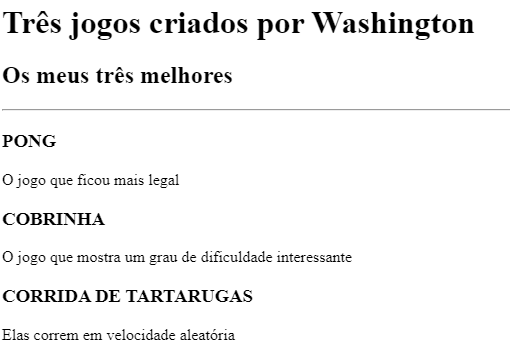 Três jogos criados por Washington
Os meus três melhores
PONG
O jogo que ficou mais legal
COBRINHA
O jogo que mostra um grau de dificuldade interessante
CORRIDA DE TARTARUGAS
Elas correm em velocidade aleatória